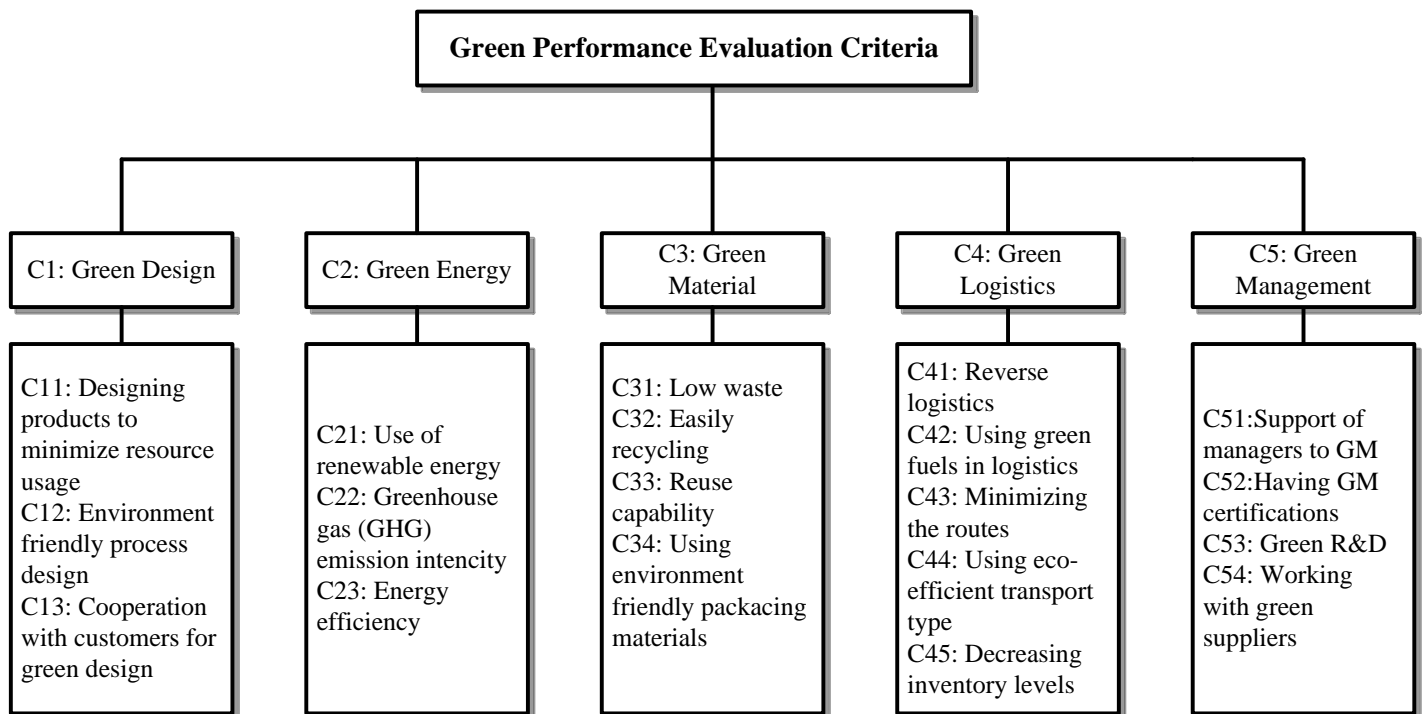 Green Performance Evaluation Criteria
C1: Green Design
C2: Green Energy
C3: Green
Material
C4: Green
Logistics
C5: Green
Management
C11: Designing
products to
minimize resource
usage
C12: Environment
friendly process
design
C13: Cooperation
with customers for
green design
C21: Use of
renewable energy
C22: Greenhouse
gas (GHG)
emission intencity
C23: Energy
efficiency
C31: Low waste
C32: Easily
recycling
C33: Reuse
capability
C34: Using
environment
friendly packacing
materials
C41: Reverse
logistics
C42: Using green
fuels in logistics
C43: Minimizing
the routes
C44: Using eco-
efficient transport
type
C45: Decreasing
inventory levels
C51:Support of
managers to GM
C52:Having GM
certifications
C53: Green R&D
C54: Working
with green
suppliers